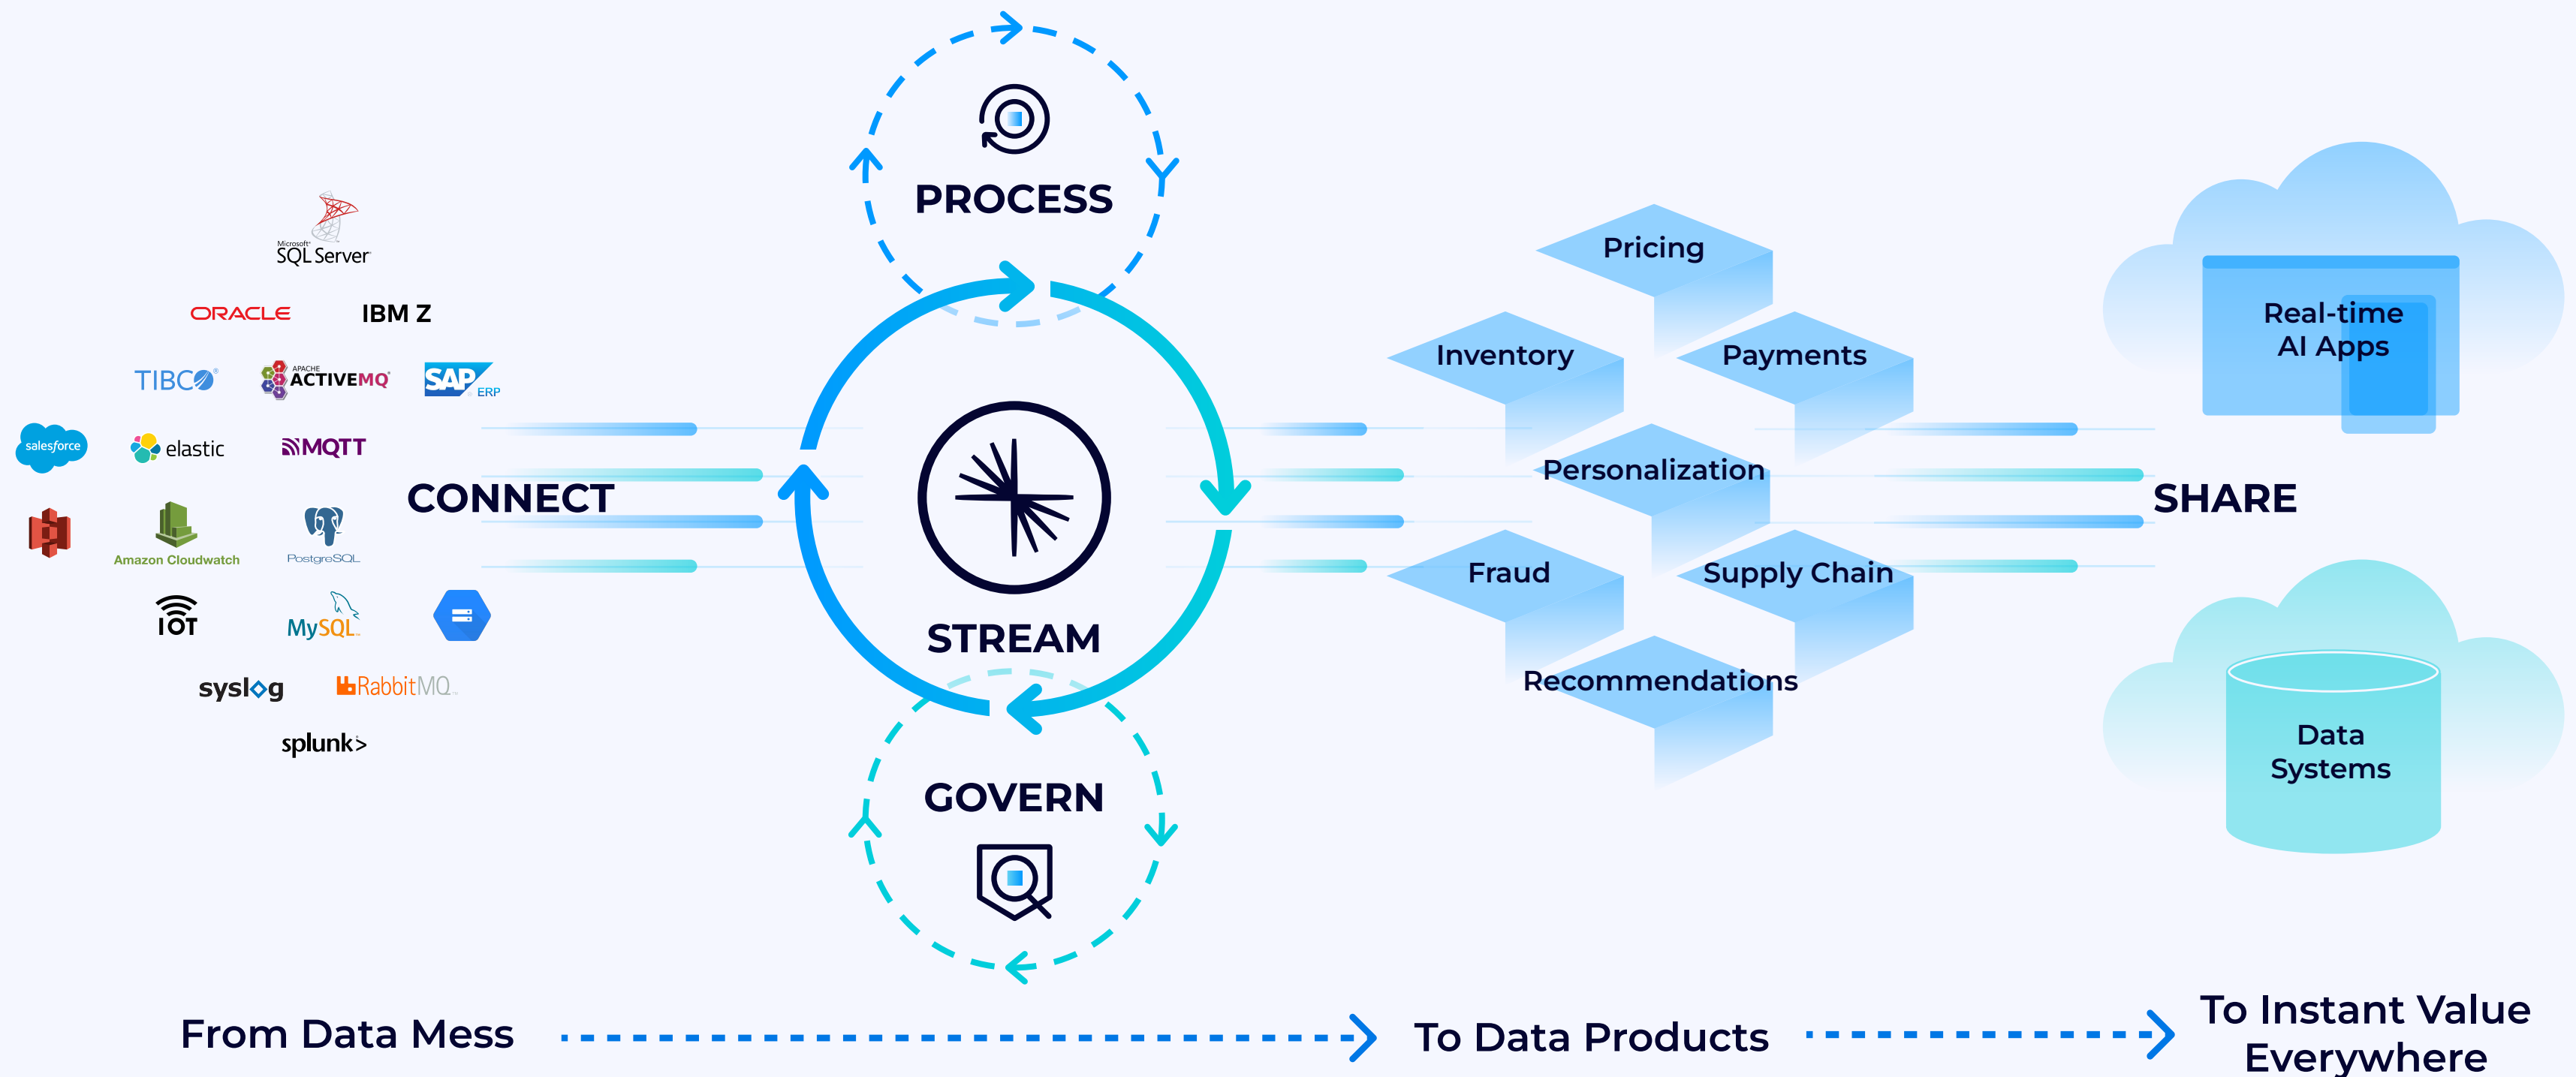 PROCESS
Microsoft
SQL Server
ORACLE
IBM Z
TIBCO
APACHE
ACTIVEMQ
SAP
ERP
salesforce
elastic
MQTT
CONNECT
Amazon Cloudwatch
PostgreSQL
IOT
MySQL
syslog
RabbitMQ
splunk>
STREAM
GOVERN
Pricing
Inventory
Payments
Personalization
Fraud
Supply Chain
Recommendations
SHARE
Real-time
AI Apps
Data
Systems
From Data Mess
To Data Products
To Instant Value
Everywhere